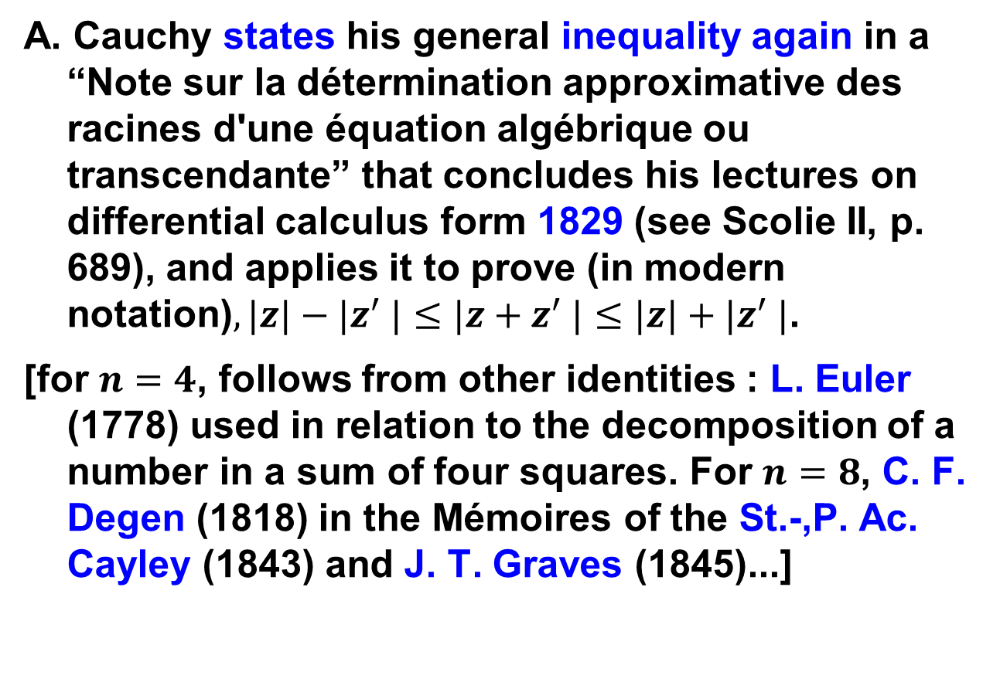 A. Cauchy states his general inequality again in a
“Note sur la détermination approximative des
racines d'une équation algébrique ou
transcendante” that concludes his lectures on
differential calculus form 1829 (see Scolie II, p.
689), and applies it to prove (in modern
notation), |z| − |z′ | ≤ |z + z′ | ≤ |z| + |z′ |.
[for n = 4, follows from other identities : L. Euler
(1778) used in relation to the decomposition of a
number in a sum of four squares. For n = 8, C. F.
Degen (1818) in the Mémoires of the St.-,P. Ac.
Cayley (1843) and J. T. Graves (1845)...]